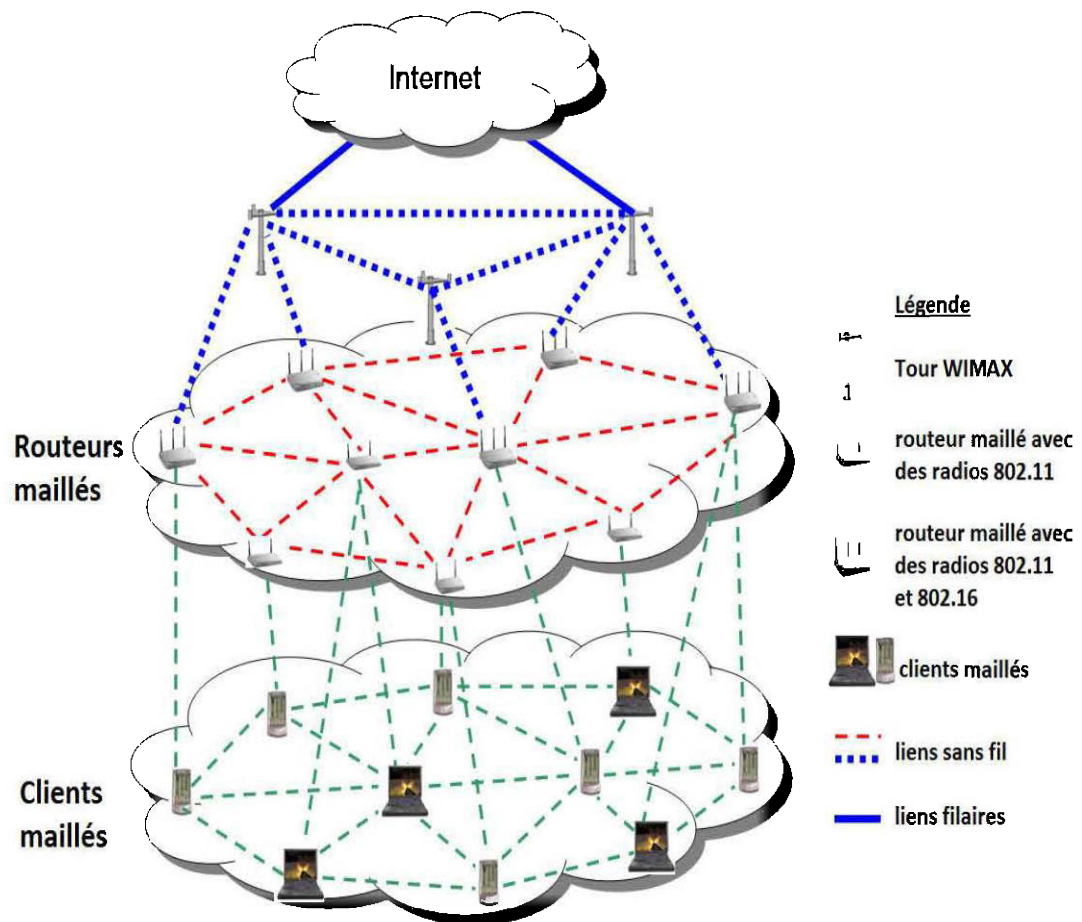 Internet
Légende
Tour WIMAX
1
Routeurs
maillés
routeur maillé avec
des radios 802.11
routeur maillé avec
des radios 802.11
et 802.16
clients maillés
liens sans fil
Clients
maillés
liens filaires